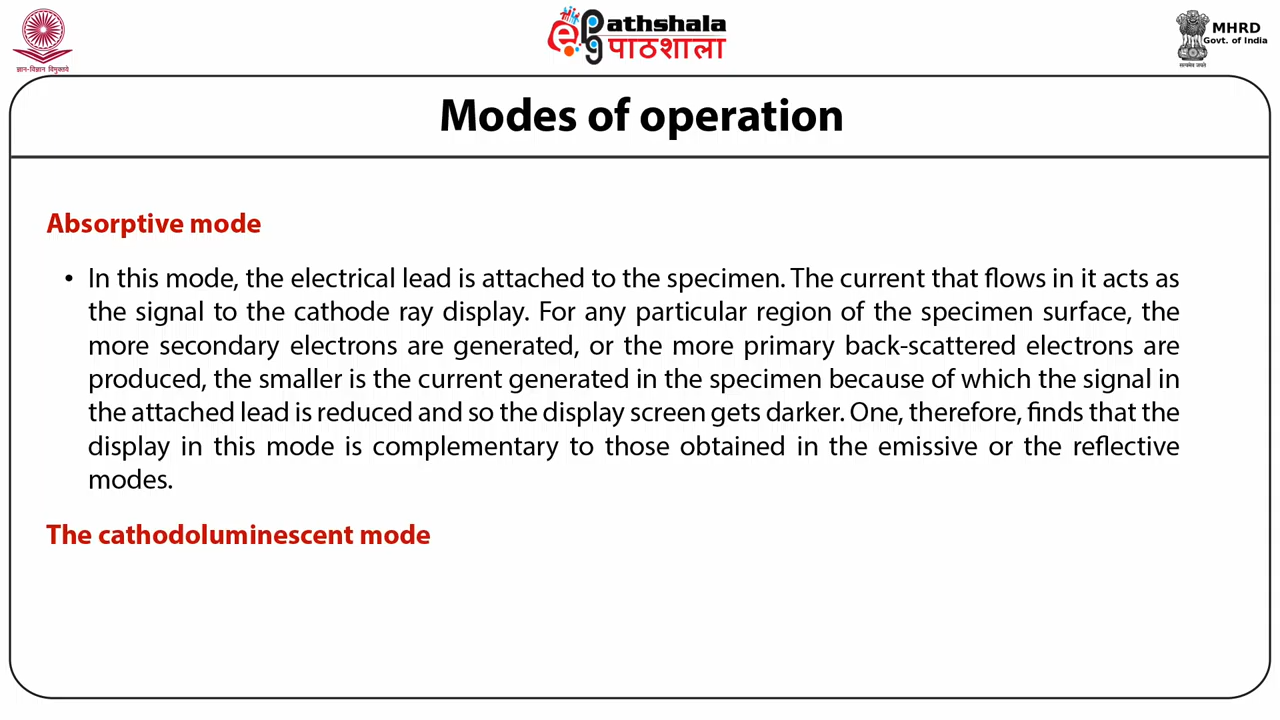 ज्ञान-विज्ञान विमुक्तये
ePG Pathshala
पाठशाला
सत्यमेव जयते
MHRD
Govt. of India
Modes of operation
Absorptive mode
• In this mode, the electrical lead is attached to the specimen. The current that flows in it acts as
the signal to the cathode ray display. For any particular region of the specimen surface, the
more secondary electrons are generated, or the more primary back-scattered electrons are
produced, the smaller is the current generated in the specimen because of which the signal in
the attached lead is reduced and so the display screen gets darker. One, therefore, finds that the
display in this mode is complementary to those obtained in the emissive or the reflective
modes.
The cathodoluminescent mode